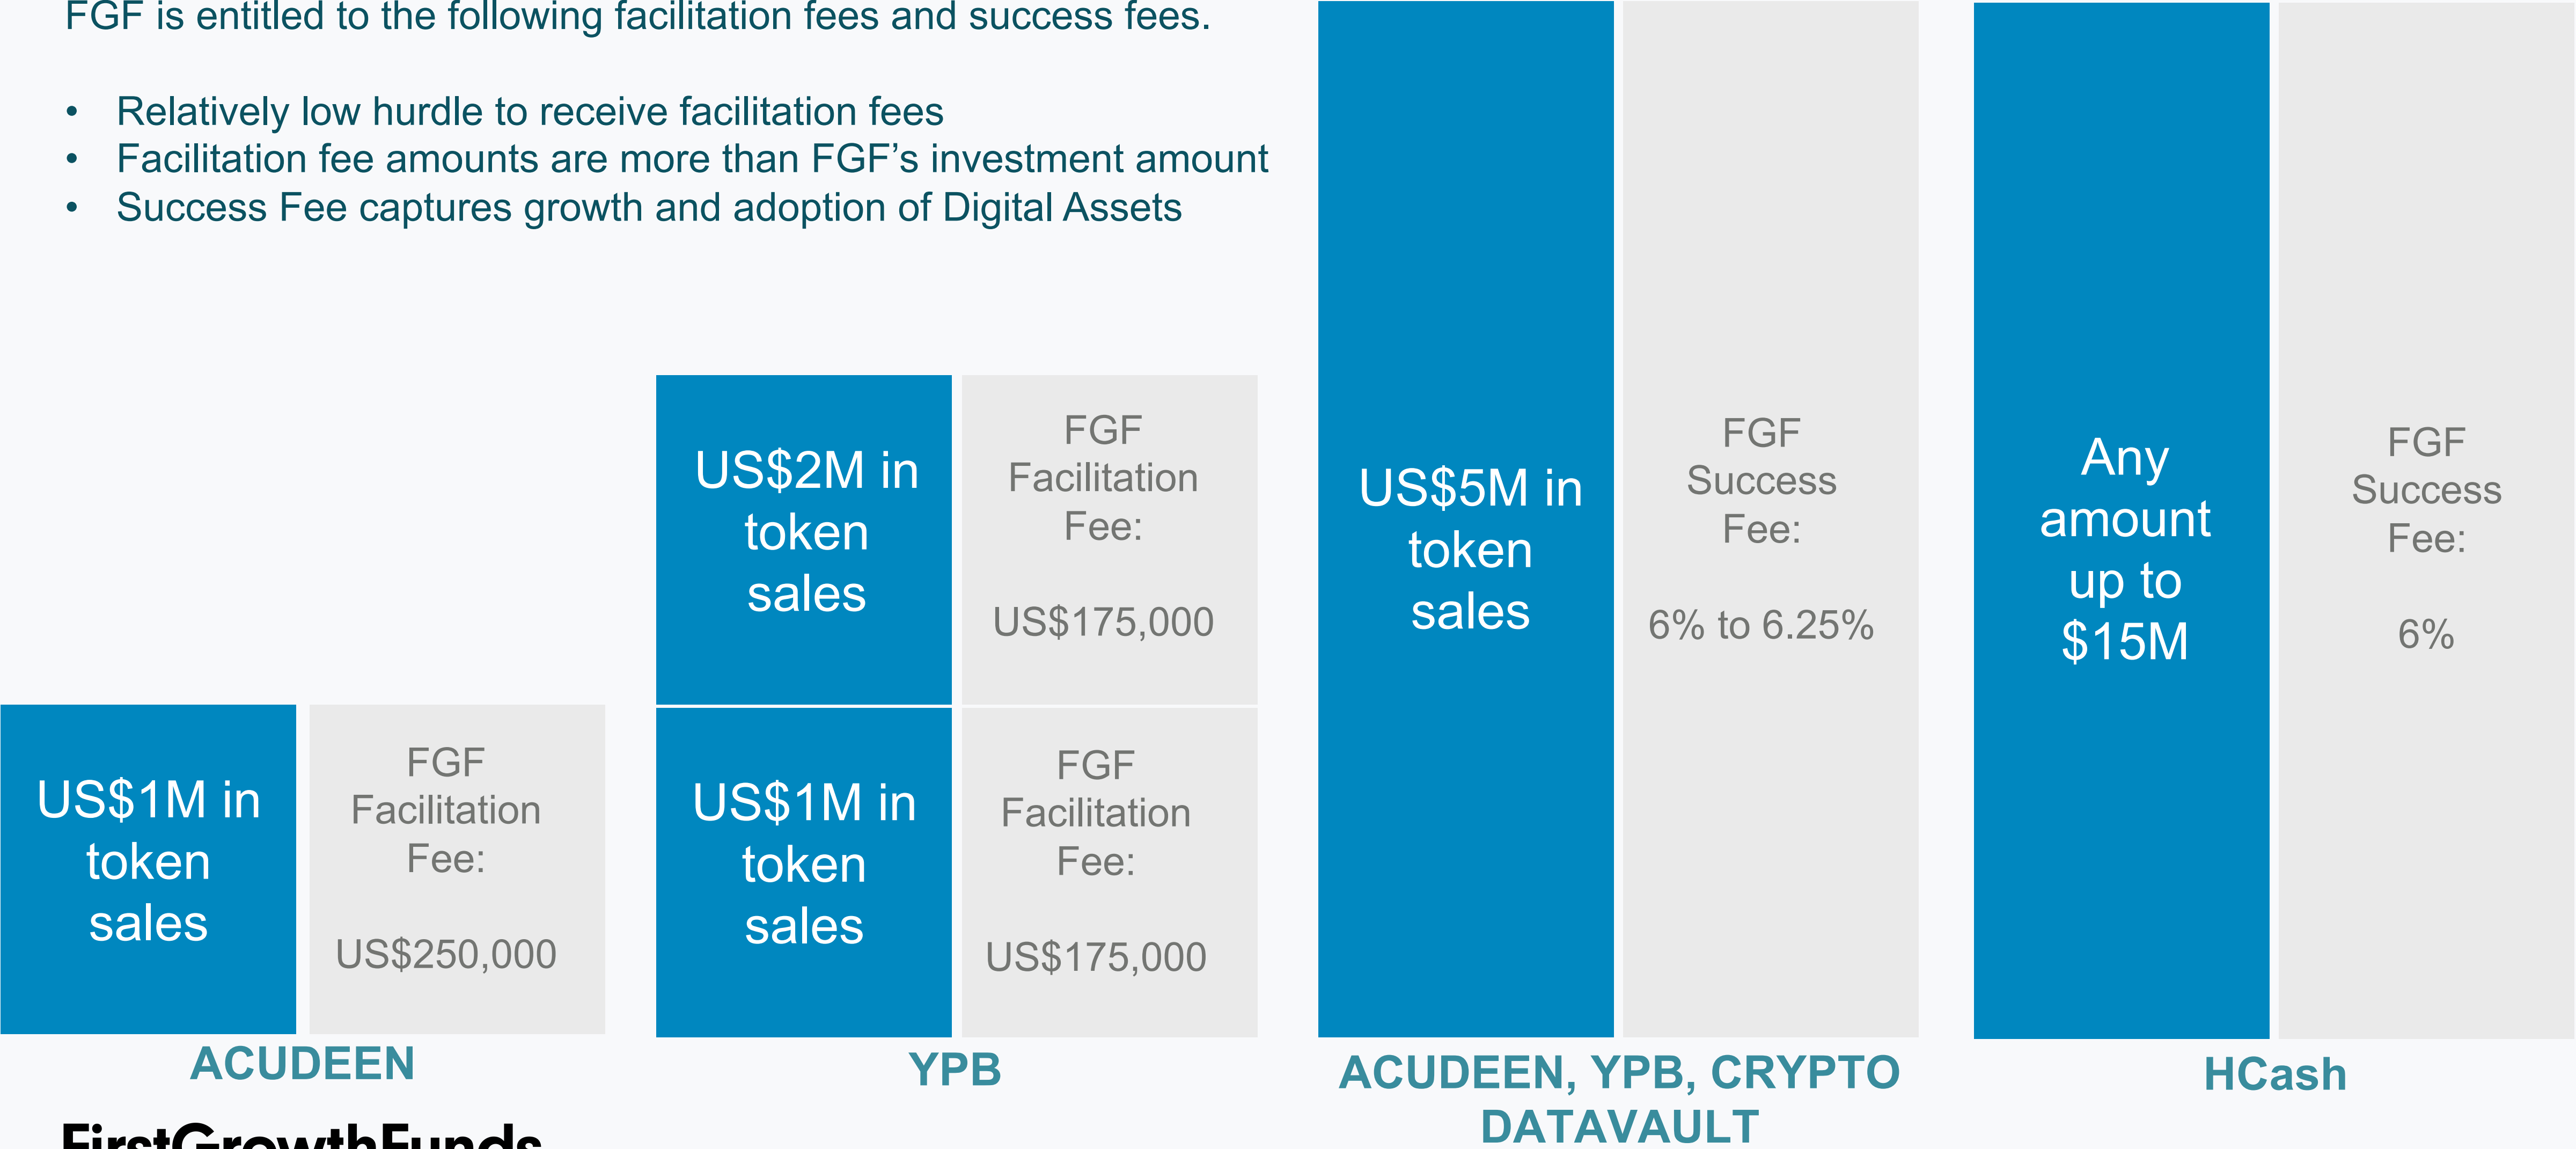 FGF is entitled to the following facilitation fees and success fees.
• Relatively low hurdle to receive facilitation fees
• Facilitation fee amounts are more than FGF’s investment amount
• Success Fee captures growth and adoption of Digital Assets
US$1M in
token
sales
FGF
Facilitation
Fee:
US$250,000
ACUDEEN
US$2M in
token
sales
FGF
Facilitation
Fee:
US$175,000
US$1M in
token
sales
FGF
Facilitation
Fee:
US$175,000
YPB
US$5M in
token
sales
FGF
Success
Fee:
6% to 6.25%
ACUDEEN, YPB, CRYPTO
DATAVAULT
Any
amount
up to
$15M
FGF
Success
Fee:
6%
HCash
FirstGrowthFunds